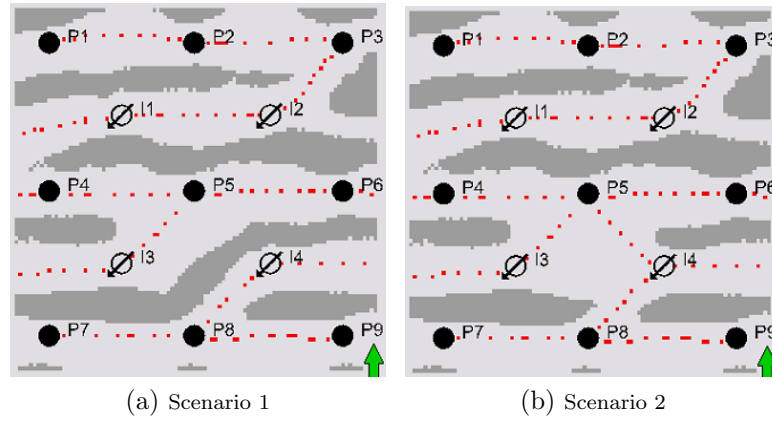 P1 P2 P3
I1 I2
P4 P5 P6
I3 I4
P7 P8 P9
(a) Scenario 1
P1 P2 P3
I1 I2
P4 P5 P6
I3 I4
P7 P8 P9
(b) Scenario 2